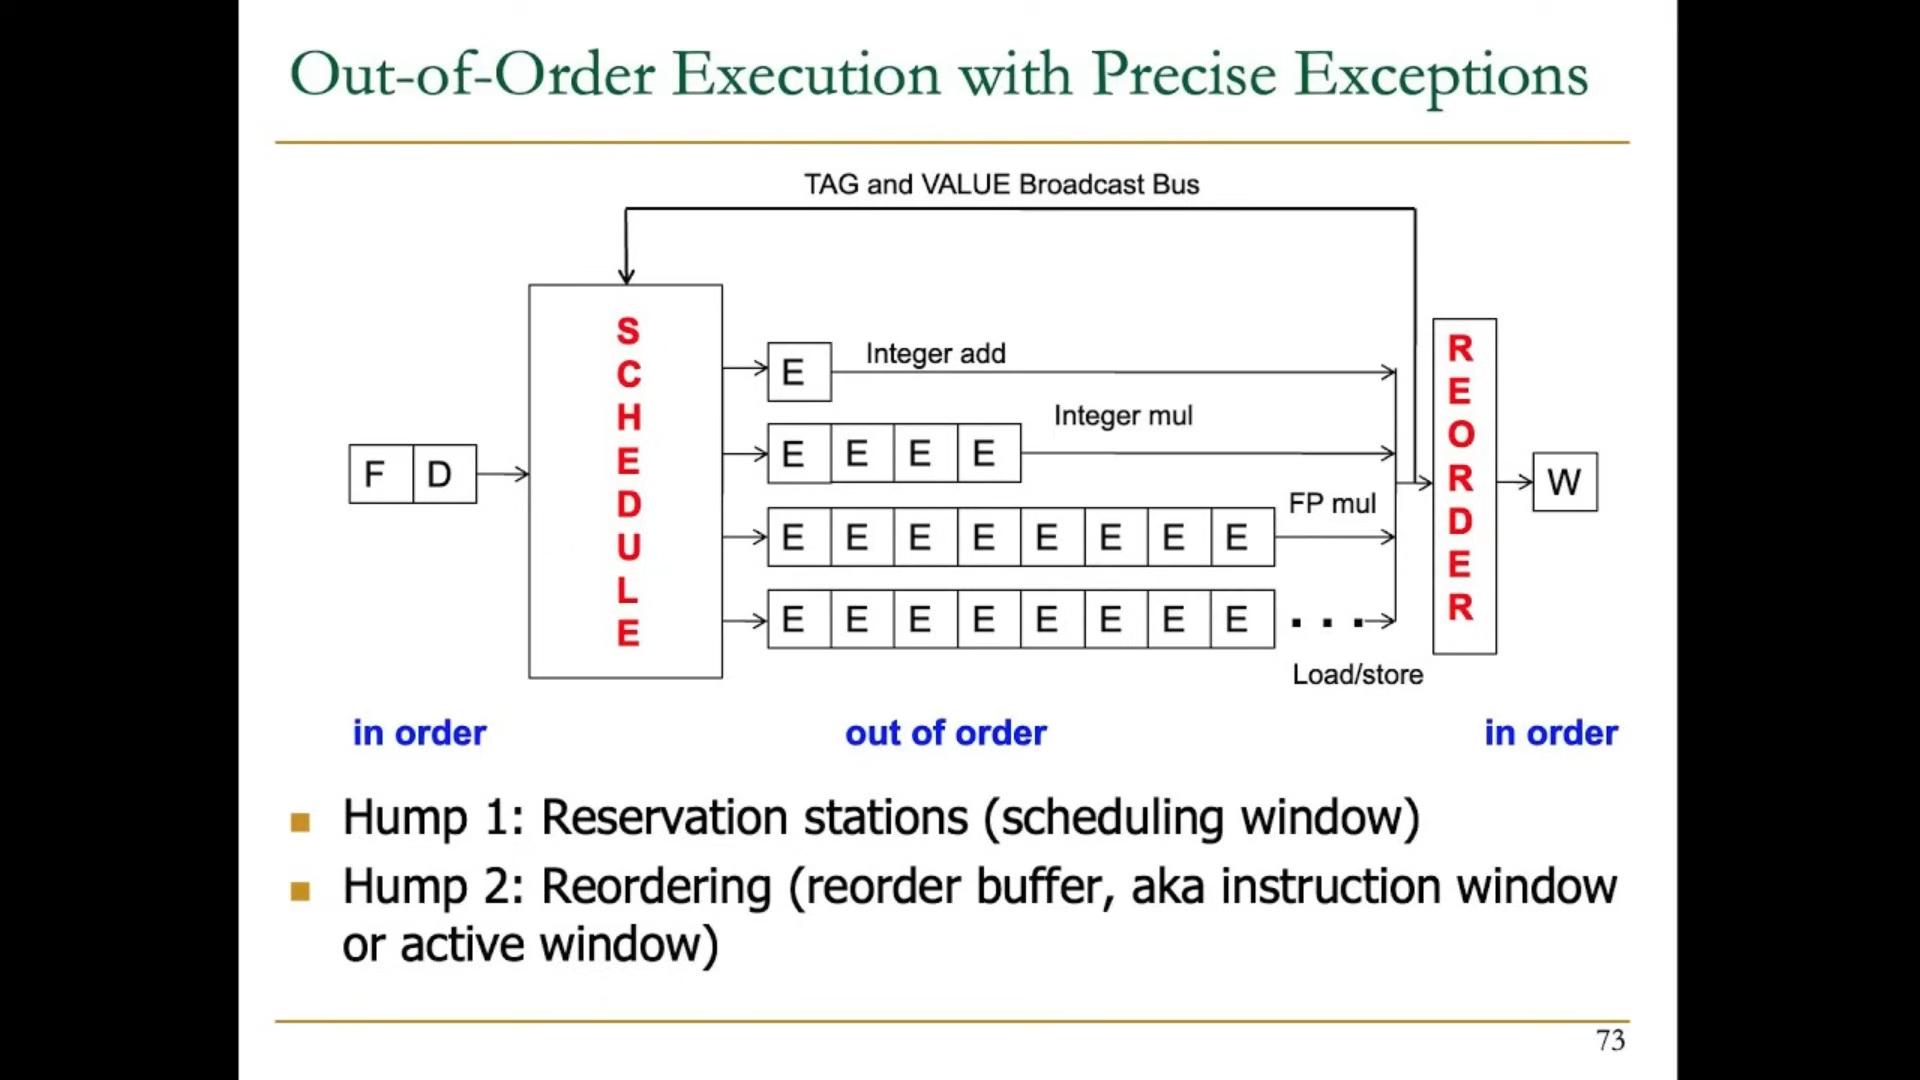 Out-of-Order Execution with Precise Exceptions
TAG and VALUE Broadcast Bus
F D
SCHEDULE
E Integer add
E E E E Integer mul
E E E E E E E E FP mul
E E E E E E E E . . .
Load/store
REORDER
W
in order
out of order
in order
Hump 1: Reservation stations (scheduling window)
Hump 2: Reordering (reorder buffer, aka instruction window
or active window)
73